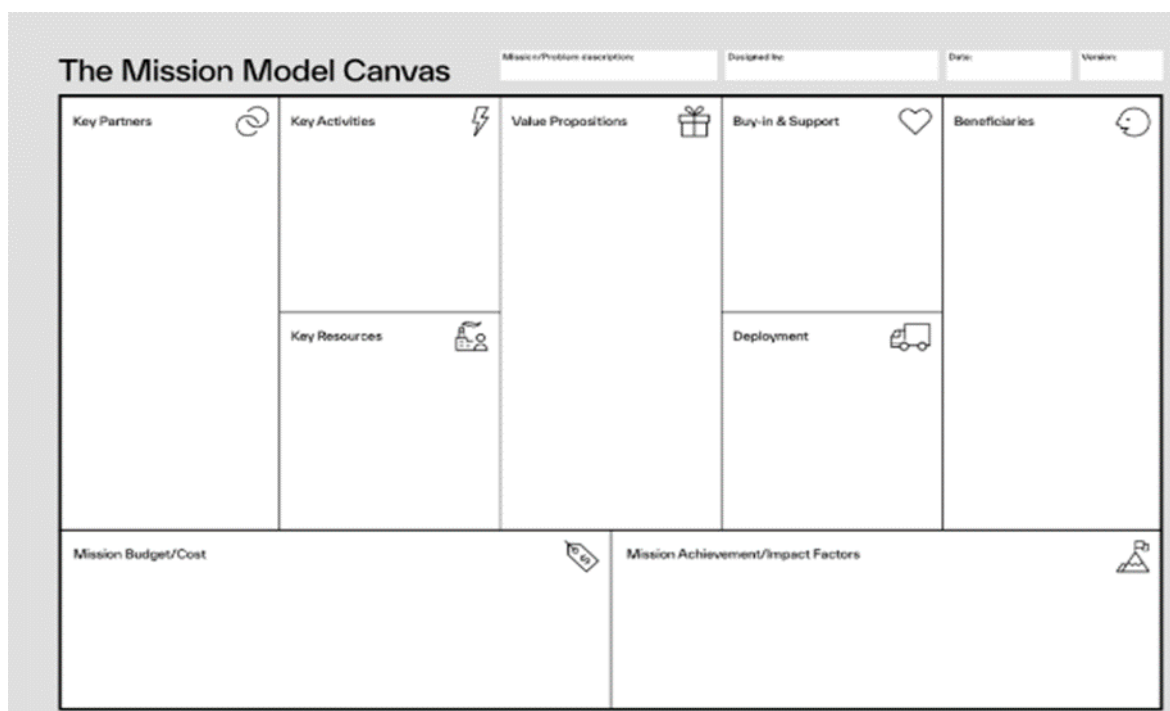 The Mission Model Canvas
Mission/Problem description:
Designed by:
Date:
Version:
Key Partners
Key Activities
Value Propositions
Buy-in & Support
Beneficiaries
Key Resources
Deployment
Mission Budget/Cost
Mission Achievement/Impact Factors